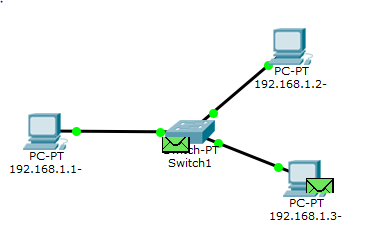 PC-PT
192.168.1.2-
PC-PT
192.168.1.1-
Switch1
PC-PT
192.168.1.3-